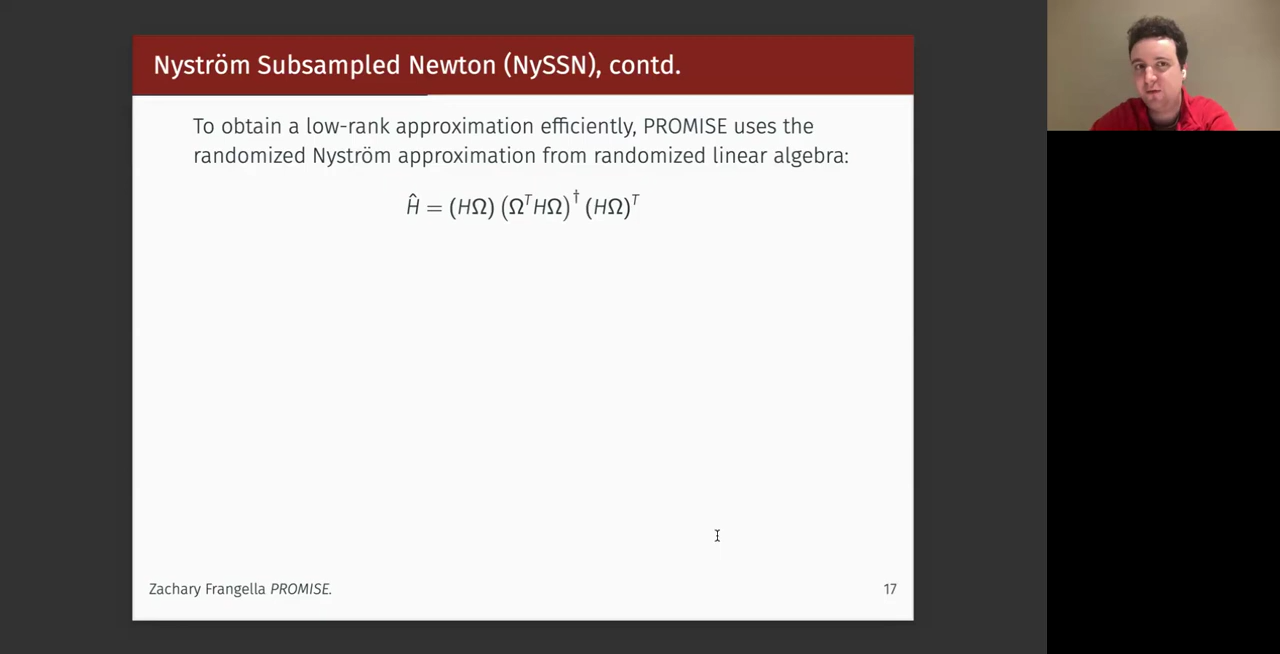 Nyström Subsampled Newton (NySSN), contd.
To obtain a low-rank approximation efficiently, PROMISE uses the
randomized Nyström approximation from randomized linear algebra:
Ĥ = (HΩ) (Ωᵀ HΩ)† (HΩ)ᵀ
Zachary Frangella PROMISE.
17